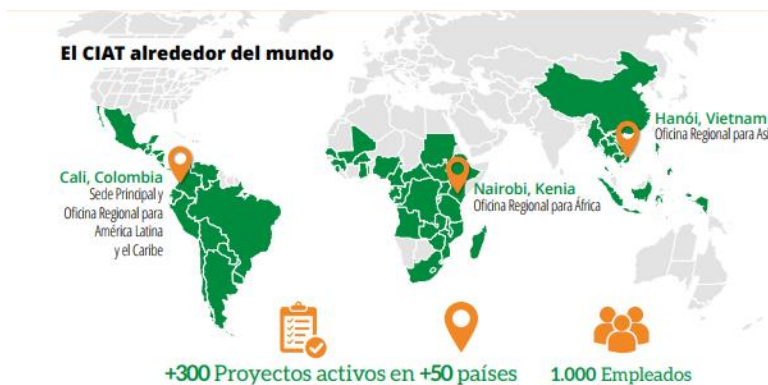 El CIAT alrededor del mundo
Cali, Colombia
Sede Principal y
Oficina Regional para
América Latina
y el Caribe
Nairobi, Kenia
Oficina Regional para África
Hanói, Vietnam
Oficina Regional para Asi
+300 Proyectos activos en +50 países
1.000 Empleados